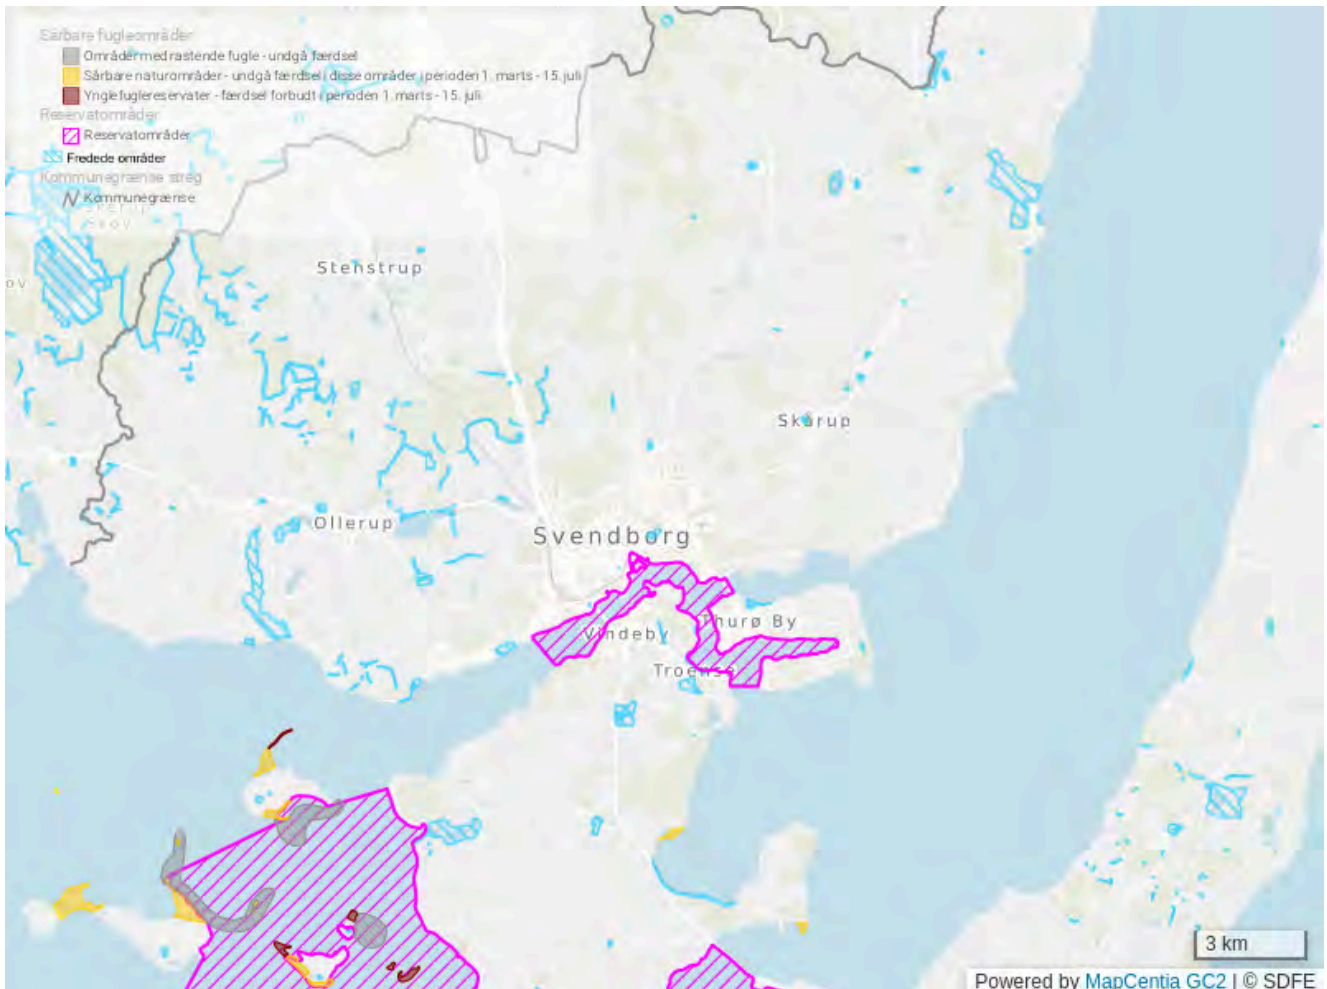 Sårbare fugleområder
Områder med rastende fugle - undgå færdsel
Sårbare naturområder - undgå færdsel i disse områder i perioden 1. marts - 15. juli
Ynglefuglereservater - færdsel forbudt i perioden 1. marts - 15. juli
Reservatområder
Reservatområder
Fredede områder
Kommunegrænse streg
Kommunegrænse
Skov
ov
Stenstrup
Skårup
Ollerup
Svendborg
Thurø By
Vindeby
Troense
3 km
Powered by MapCentia GC2 | © SDFE